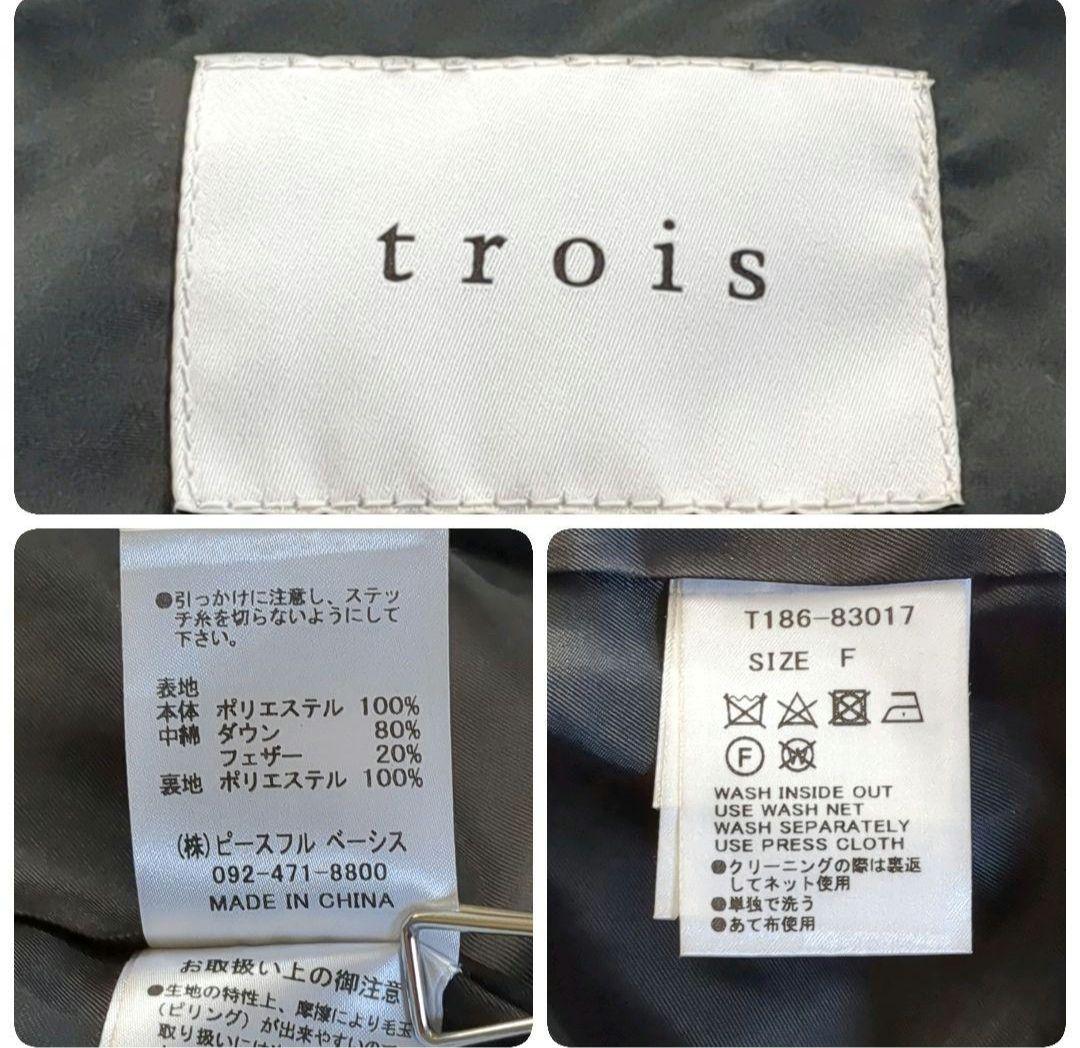 trois
●引っかけに注意し、ステッ
チ糸を切らないようにして
下さい。
表地
本体 ポリエステル 100%
中綿 ダウン 80%
フェザー 20%
裏地 ポリエステル 100%
(株)ピースフル ベーシス
092-471-8800
MADE IN CHINA
お取扱い上の御注意
●生地の特性上、摩擦により毛玉
(ピリング)が出来やすいので
取り扱いには
T186-83017
SIZE F
F
W
WASH INSIDE OUT
USE WASH NET
WASH SEPARATELY
USE PRESS CLOTH
●クリーニングの際は裏返
してネット使用
●単独で洗う
●あて布使用